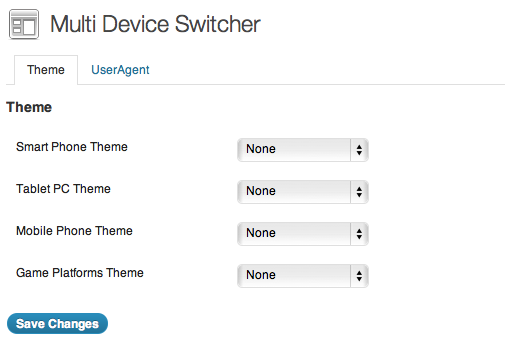 Multi Device Switcher
Theme UserAgent
Theme
Smart Phone Theme None
Tablet PC Theme None
Mobile Phone Theme None
Game Platforms Theme None
Save Changes